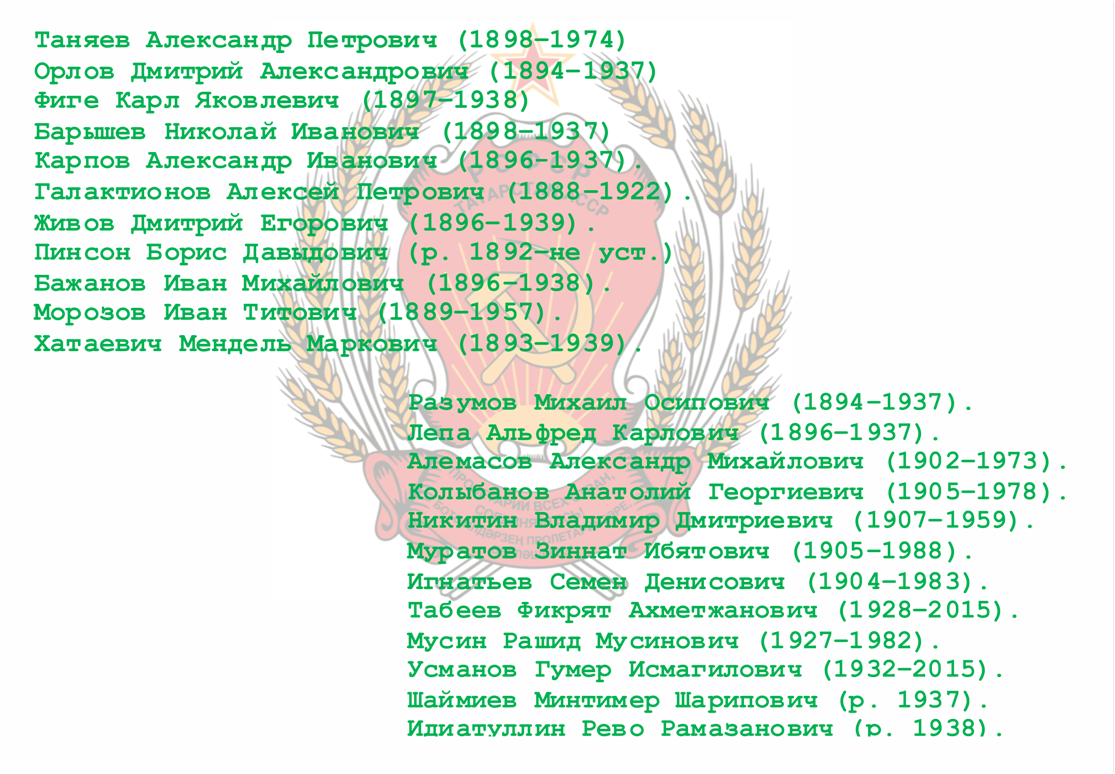 Таняев Александр Петрович (1898–1974)
Орлов Дмитрий Александрович (1894–1937)
Фиге Карл Яковлевич (1897–1938)
Барышев Николай Иванович (1898–1937)
Карпов Александр Иванович (1896–1937).
Галактионов Алексей Петрович (1888–1922).
Живов Дмитрий Егорович (1896–1939).
Пинсон Борис Давыдович (р. 1892–не уст.)
Бажанов Иван Михайлович (1896–1938).
Морозов Иван Титович (1889–1957).
Хатаевич Мендель Маркович (1893–1939).
Разумов Михаил Осипович (1894–1937).
Лепа Альфред Карлович (1896–1937).
Алемасов Александр Михайлович (1902–1973).
Колыбанов Анатолий Георгиевич (1905–1978).
Никитин Владимир Дмитриевич (1907–1959).
Муратов Зиннат Ибятович (1905–1988).
Игнатьев Семен Денисович (1904–1983).
Табеев Фикрят Ахметжанович (1928–2015).
Мусин Рашид Мусинович (1927–1982).
Усманов Гумер Исмагилович (1932–2015).
Шаймиев Минтимер Шарипович (р. 1937).
Идиатуллин Рево Рамазанович (р. 1938).
РСФСР